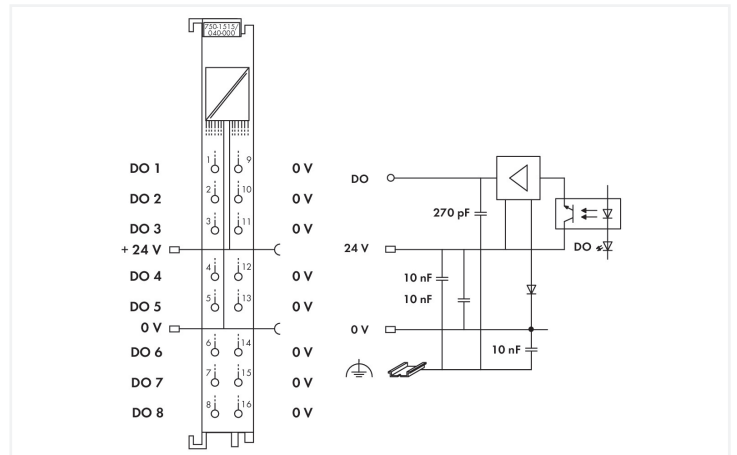 750-1515/
040-000
DO 1 1 9 0 V
DO 2 2 10 0 V
DO 3 3 11 0 V
+ 24 V
DO 4 4 12 0 V
DO 5 5 13 0 V
0 V
DO 6 6 14 0 V
DO 7 7 15 0 V
DO 8 8 16 0 V
DO
270 pF
24 V
DO
10 nF
10 nF
0 V
10 nF